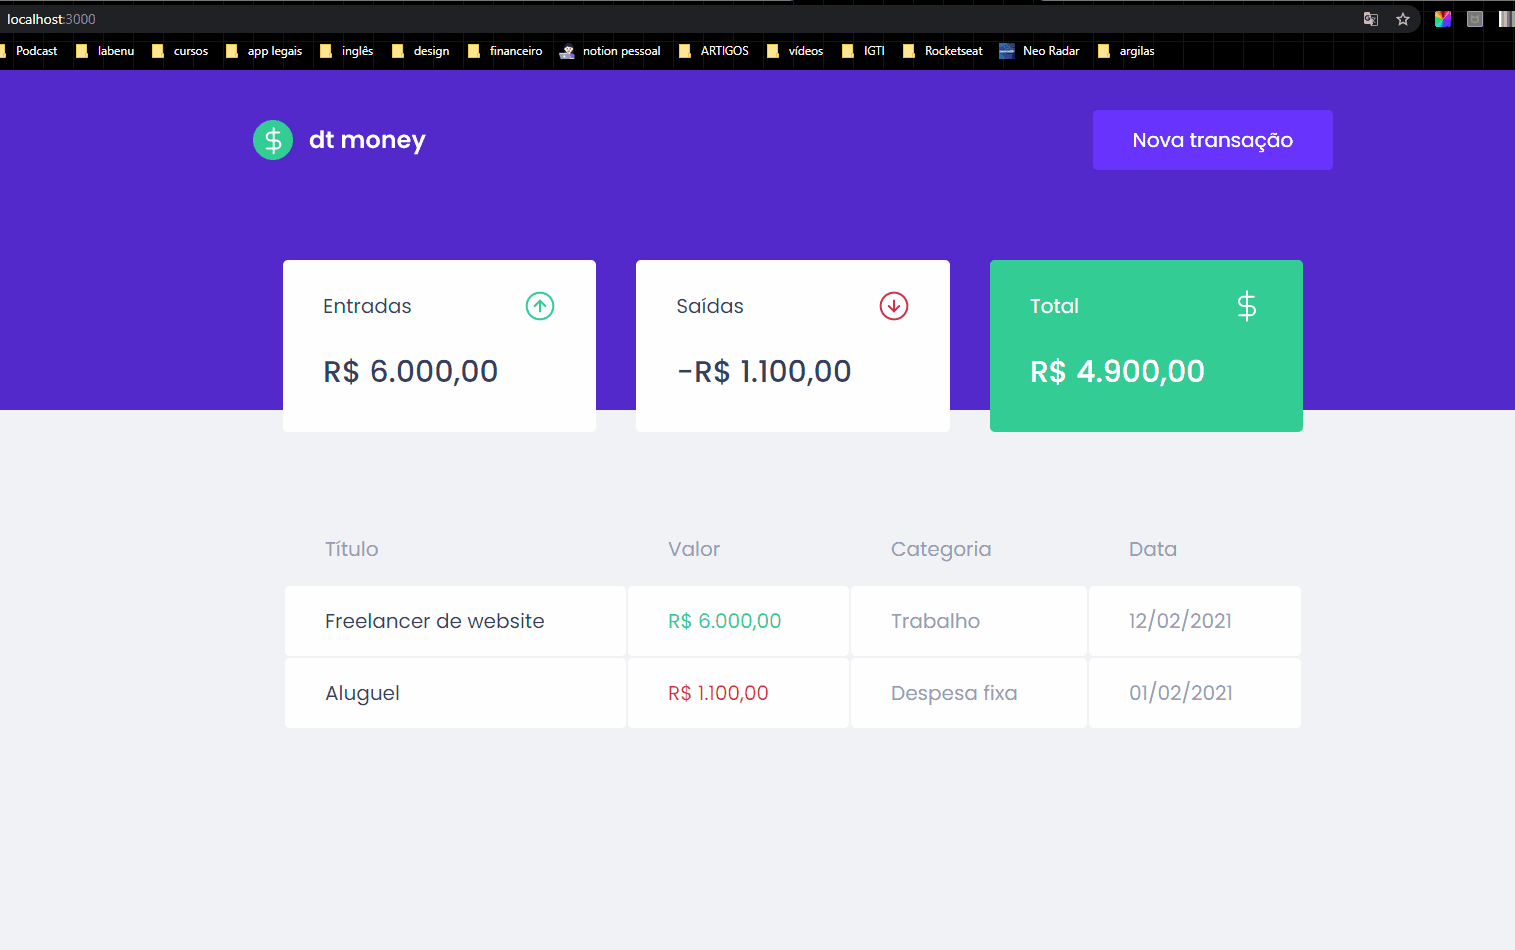 localhost:3000
Podcast labenu cursos app legais inglês design financeiro notion pessoal ARTIGOS vídeos IGTI Rocketseat Neo Radar argilas
dt money
Nova transação
Entradas
R$ 6.000,00
Saídas
-R$ 1.100,00
Total
R$ 4.900,00
Título Valor Categoria Data
Freelancer de website R$ 6.000,00 Trabalho 12/02/2021
Aluguel R$ 1.100,00 Despesa fixa 01/02/2021